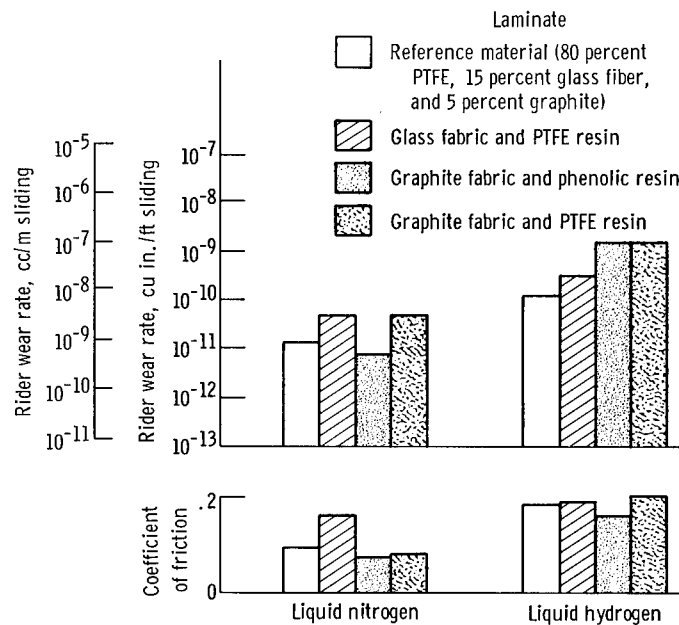 Laminate
Reference material (80 percent
PTFE, 15 percent glass fiber,
and 5 percent graphite)
Glass fabric and PTFE resin
Graphite fabric and phenolic resin
Graphite fabric and PTFE resin
Rider wear rate, cc/m sliding
10⁻⁵
10⁻⁶
10⁻⁷
10⁻⁸
10⁻⁹
10⁻¹⁰
10⁻¹¹
Rider wear rate, cu in./ft sliding
10⁻⁷
10⁻⁸
10⁻⁹
10⁻¹⁰
10⁻¹¹
10⁻¹²
10⁻¹³
Coefficient
of friction
.2
0
Liquid nitrogen
Liquid hydrogen